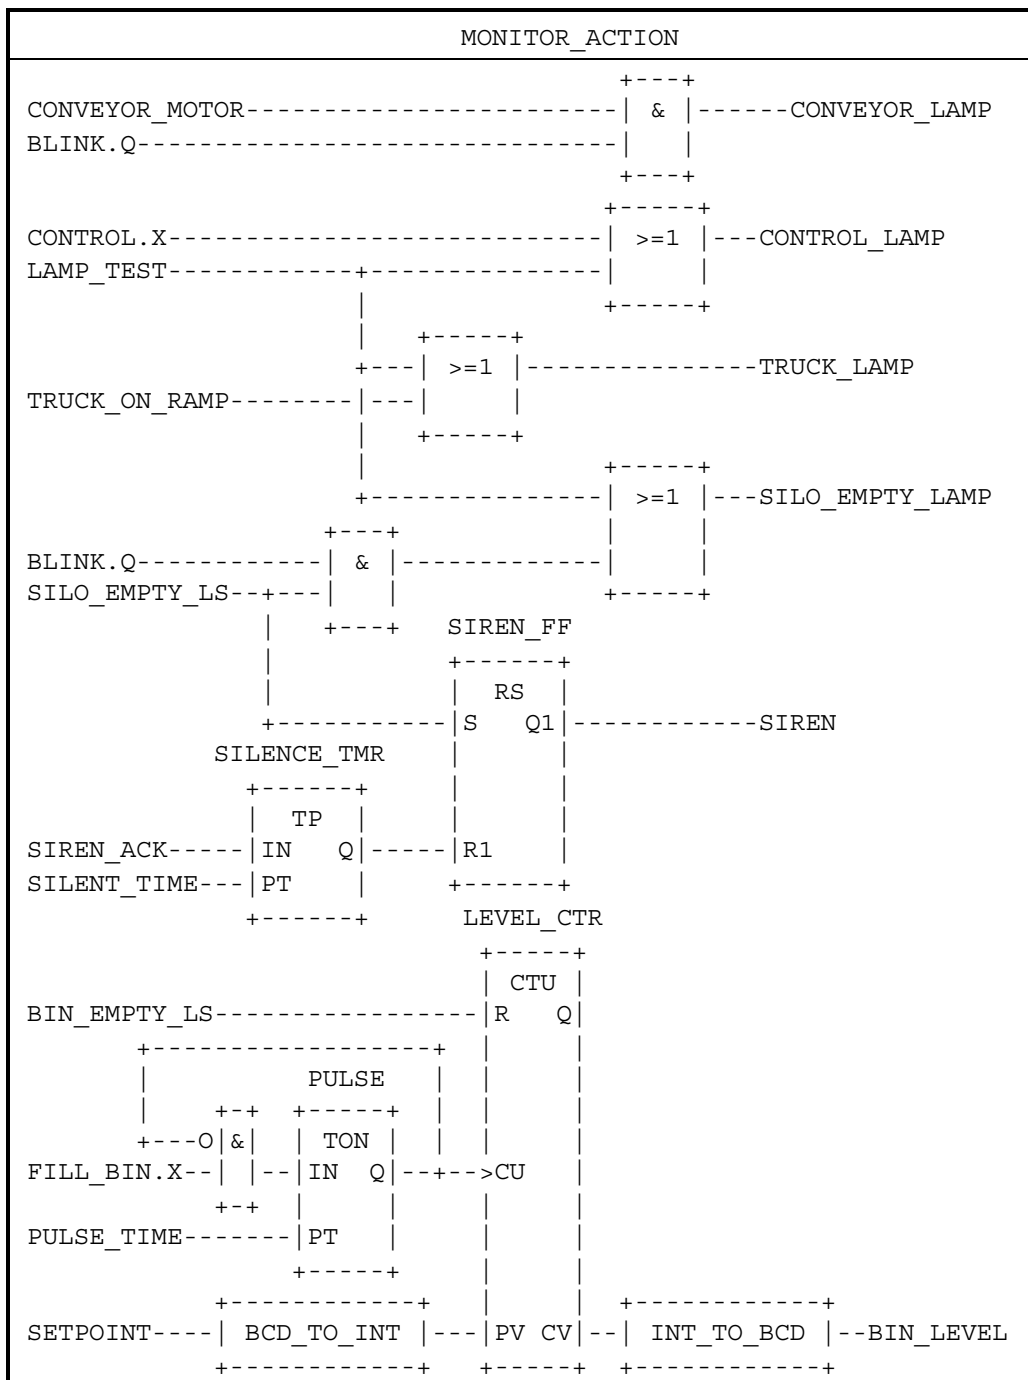 MONITOR_ACTION
+---+
CONVEYOR_MOTOR------------------------| & |------CONVEYOR_LAMP
BLINK.Q-------------------------------|   |
+---+
+-----+
CONTROL.X----------------------------| >=1 |---CONTROL_LAMP
LAMP_TEST------------+---------------|     |
|               +-----+
|   +-----+
+---| >=1 |---------------TRUCK_LAMP
TRUCK_ON_RAMP--------|---|     |
|   +-----+
|               +-----+
+---------------| >=1 |---SILO_EMPTY_LAMP
+---+             |     |
BLINK.Q------------| & |-------------|     |
SILO_EMPTY_LS--+---|   |             +-----+
|   +---+   SIREN_FF
|           +------+
|           |  RS  |
+-----------|S   Q1|------------SIREN
SILENCE_TMR    |      |
+------+     |      |
|  TP  |     |      |
SIREN_ACK-----|IN   Q|-----|R1    |
SILENT_TIME---|PT    |     +------+
+------+      LEVEL_CTR
+-----+
| CTU |
BIN_EMPTY_LS-----------------|R   Q|
+------------------+  |     |
|         PULSE    |  |     |
|    +-+  +-----+  |  |     |
+---O|&|  | TON |  |  |     |
FILL_BIN.X--| |--|IN  Q|--+-->CU   |
+-+  |     |     |     |
PULSE_TIME-------|PT   |     |     |
+-----+     |     |
+------------+   |     |  +------------+
SETPOINT----| BCD_TO_INT |---|PV CV|--| INT_TO_BCD |--BIN_LEVEL
+------------+   +-----+  +------------+